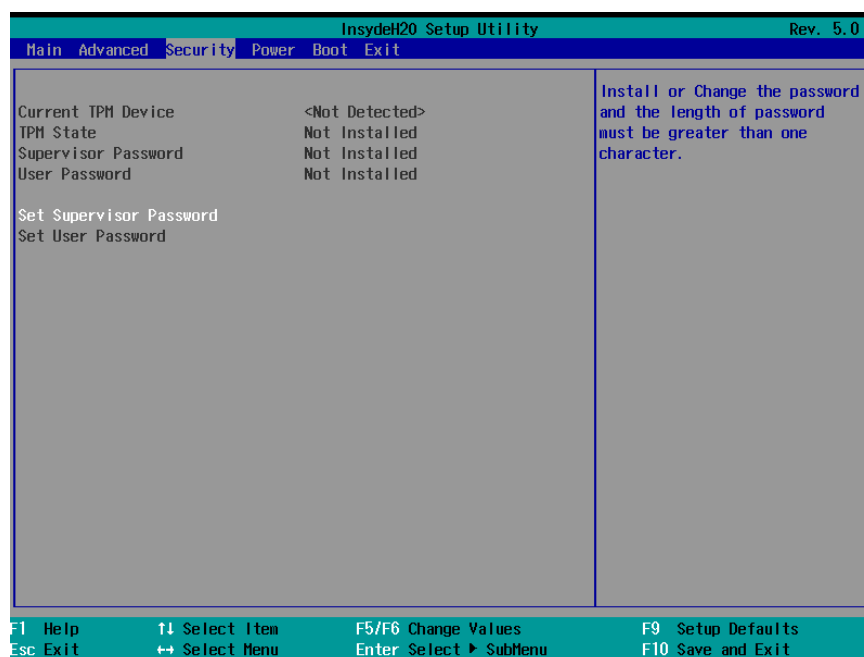 InsydeH20 Setup Utility Rev. 5.0
Main Advanced Security Power Boot Exit
Current TPM Device <Not Detected>
TPM State Not Installed
Supervisor Password Not Installed
User Password Not Installed
Set Supervisor Password
Set User Password
Install or Change the password
and the length of password
must be greater than one
character.
F1 Help ↑↓ Select Item F5/F6 Change Values F9 Setup Defaults
Esc Exit ↔ Select Menu Enter Select ▶ SubMenu F10 Save and Exit